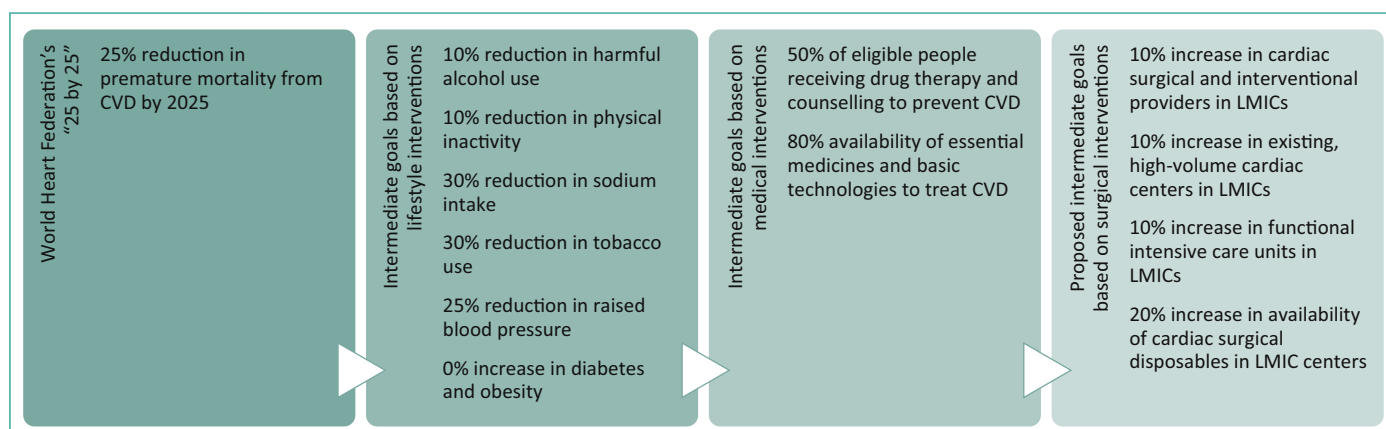 World Heart Federation's
"25 by 25"
25% reduction in
premature mortality from
CVD by 2025
Intermediate goals based on
lifestyle interventions
10% reduction in harmful
alcohol use
10% reduction in physical
inactivity
30% reduction in sodium
intake
30% reduction in tobacco
use
25% reduction in raised
blood pressure
0% increase in diabetes
and obesity
Intermediate goals based on
medical interventions
50% of eligible people
receiving drug therapy and
counselling to prevent CVD
80% availability of essential
medicines and basic
technologies to treat CVD
Proposed intermediate goals
based on surgical interventions
10% increase in cardiac
surgical and interventional
providers in LMICs
10% increase in existing,
high-volume cardiac
centers in LMICs
10% increase in functional
intensive care units in
LMICs
20% increase in availability
of cardiac surgical
disposables in LMIC centers